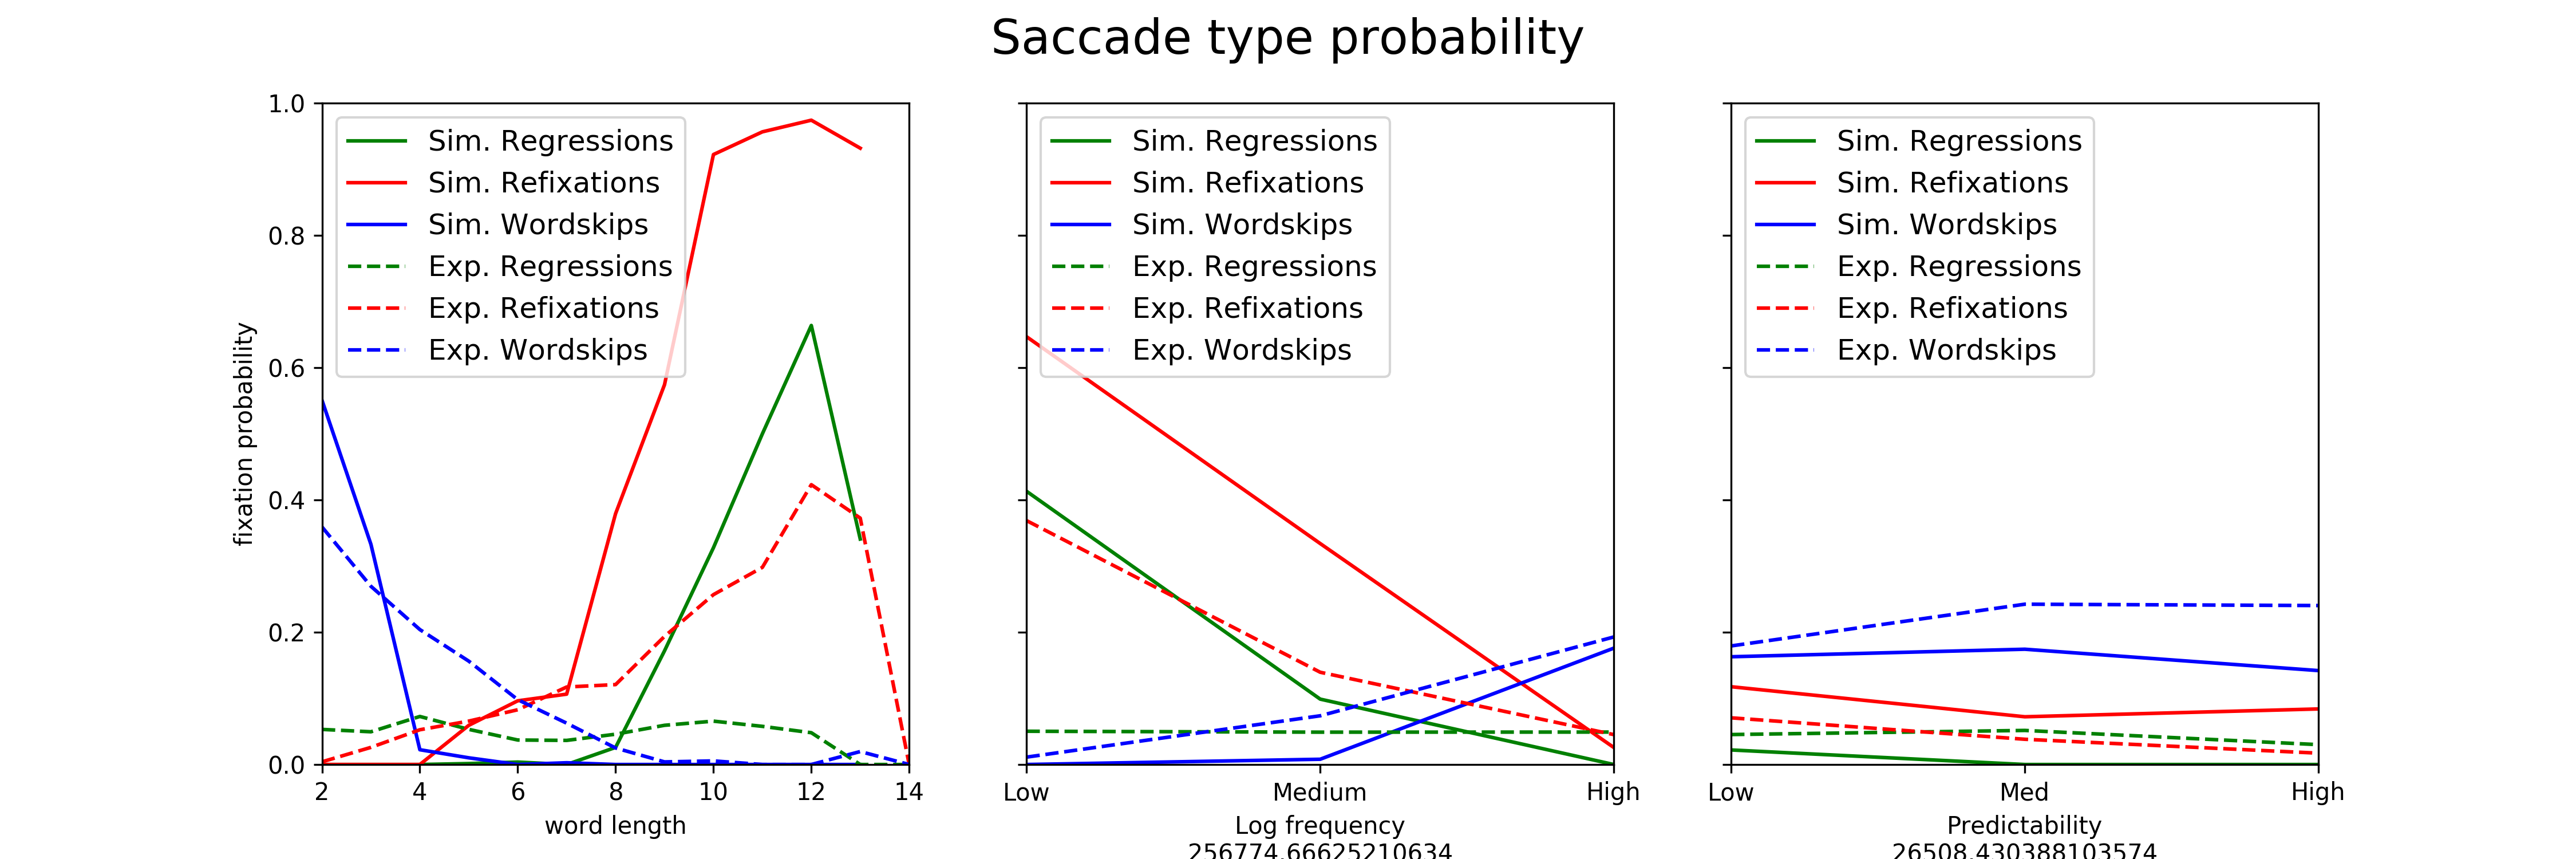 Saccade type probability
fixation probability
1.0
0.8
0.6
0.4
0.2
0.0
2 4 6 8 10 12 14
word length
Sim. Regressions
Sim. Refixations
Sim. Wordskips
Exp. Regressions
Exp. Refixations
Exp. Wordskips
Sim. Regressions
Sim. Refixations
Sim. Wordskips
Exp. Regressions
Exp. Refixations
Exp. Wordskips
Low Medium High
Log frequency
256774.66625210634
Sim. Regressions
Sim. Refixations
Sim. Wordskips
Exp. Regressions
Exp. Refixations
Exp. Wordskips
Low Med High
Predictability
26508.430388103574